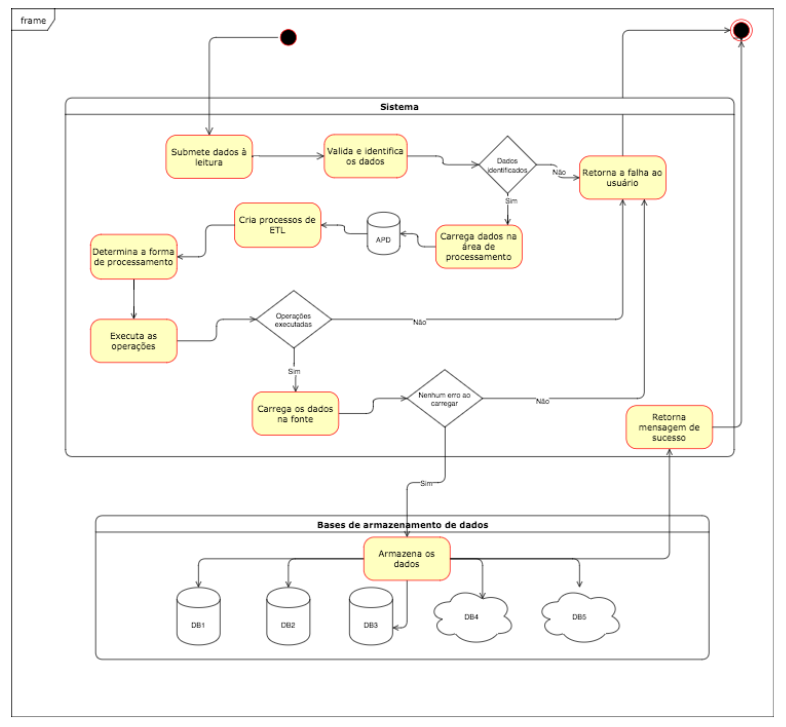 frame
Sistema
Submete dados à
leitura
Valida e identifica
os dados
Dados
identificados
Não
Retorna a falha ao
usuário
Sim
Cria processos de
ETL
APD
Carrega dados na
área de
processamento
Determina a forma
de processamento
Executa as
operações
Operações
executadas
Não
Sim
Carrega os dados
na fonte
Nenhum erro ao
carregar
Não
Retorna
mensagem de
sucesso
Sim
Bases de armazenamento de dados
Armazena os
dados
DB1
DB2
DB3
DB4
DB5